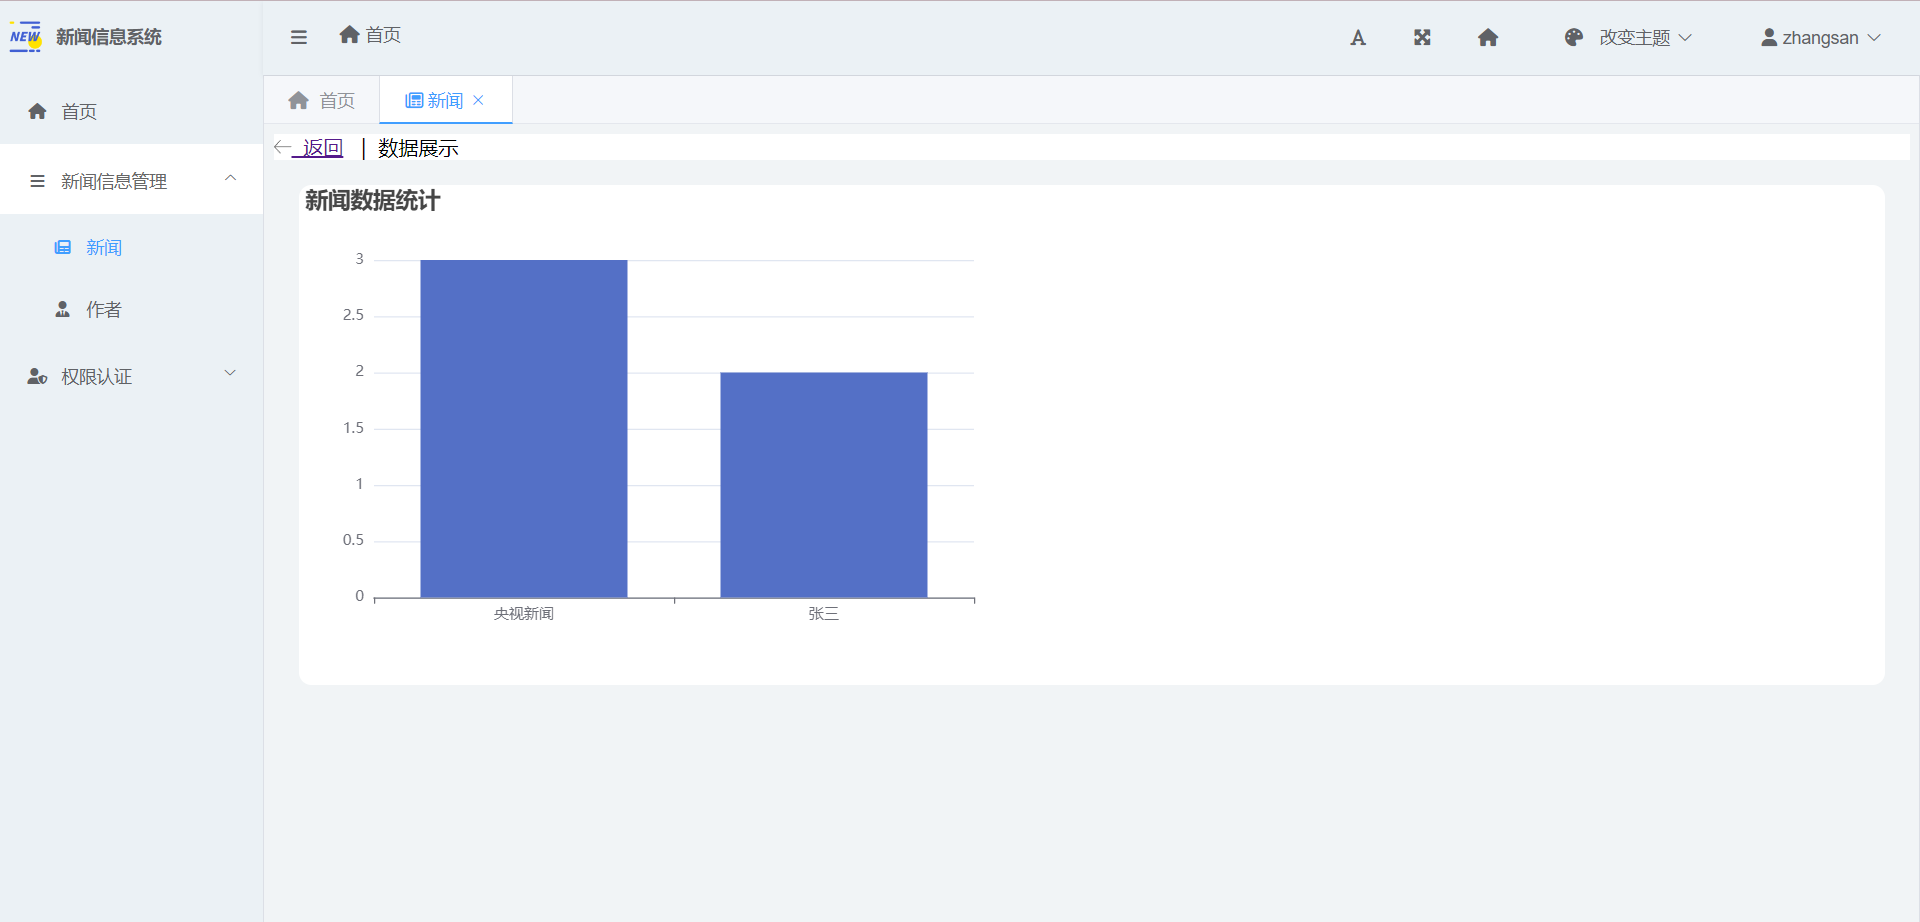 NEW 新闻信息系统
首页
新闻信息管理
新闻
作者
权限认证
首页
改变主题
zhangsan
首页
新闻
返回 | 数据展示
新闻数据统计
3
2.5
2
1.5
1
0.5
0
央视新闻
张三